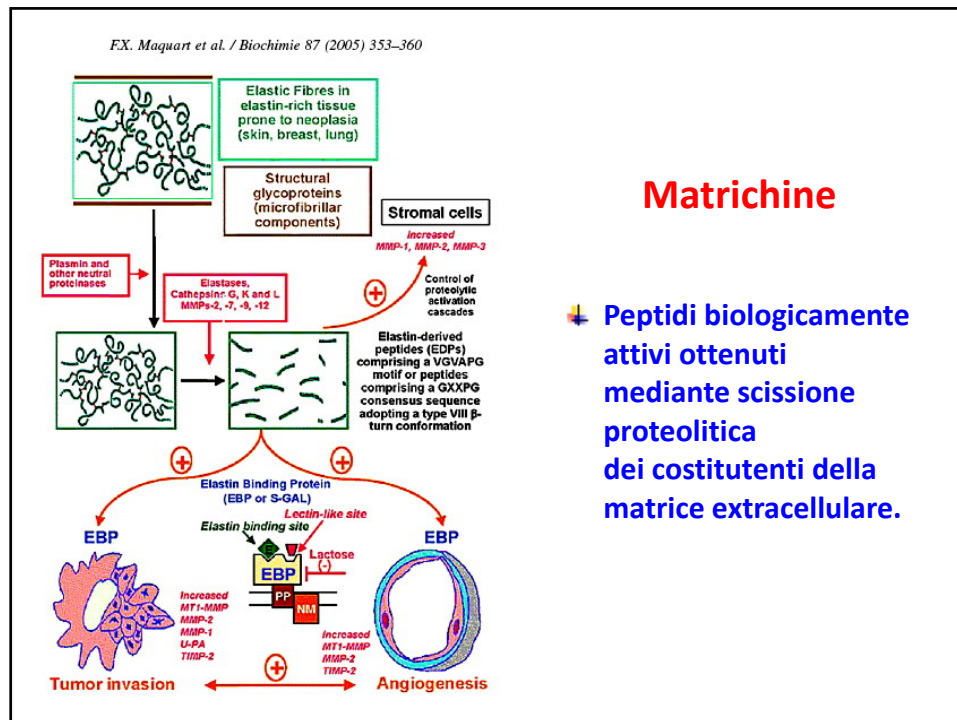 F.X. Maquart et al. / Biochimie 87 (2005) 353–360
Elastic Fibres in
elastin-rich tissue
prone to neoplasia
(skin, breast, lung)
Structural
glycoproteins
(microfibrillar
components)
Stromal cells
increased
MMP-1, MMP-2, MMP-3
Plasmin and
other neutral
proteinases
Elastases,
Cathepsins G, K and L
MMPs-2, -7, -9, -12
+
Control of
proteolytic
activation
cascades
Elastin-derived
peptides (EDPs)
comprising a VGVAPG
motif or peptides
comprising a GXXPG
consensus sequence
adopting a type VIII β-
turn conformation
+
+
Elastin Binding Protein
(EBP or S-GAL)
Lectin-like site
Elastin binding site
EBP
EBP
E
Lactose
(-)
EBP
PP
NM
Increased
MT1-MMP
MMP-2
MMP-1
U-PA
TIMP-2
Increased
MT1-MMP
MMP-2
TIMP-2
Tumor invasion
+
Angiogenesis
Matrichine
Peptidi biologicamente
attivi ottenuti
mediante scissione
proteolitica
dei costitutenti della
matrice extracellulare.